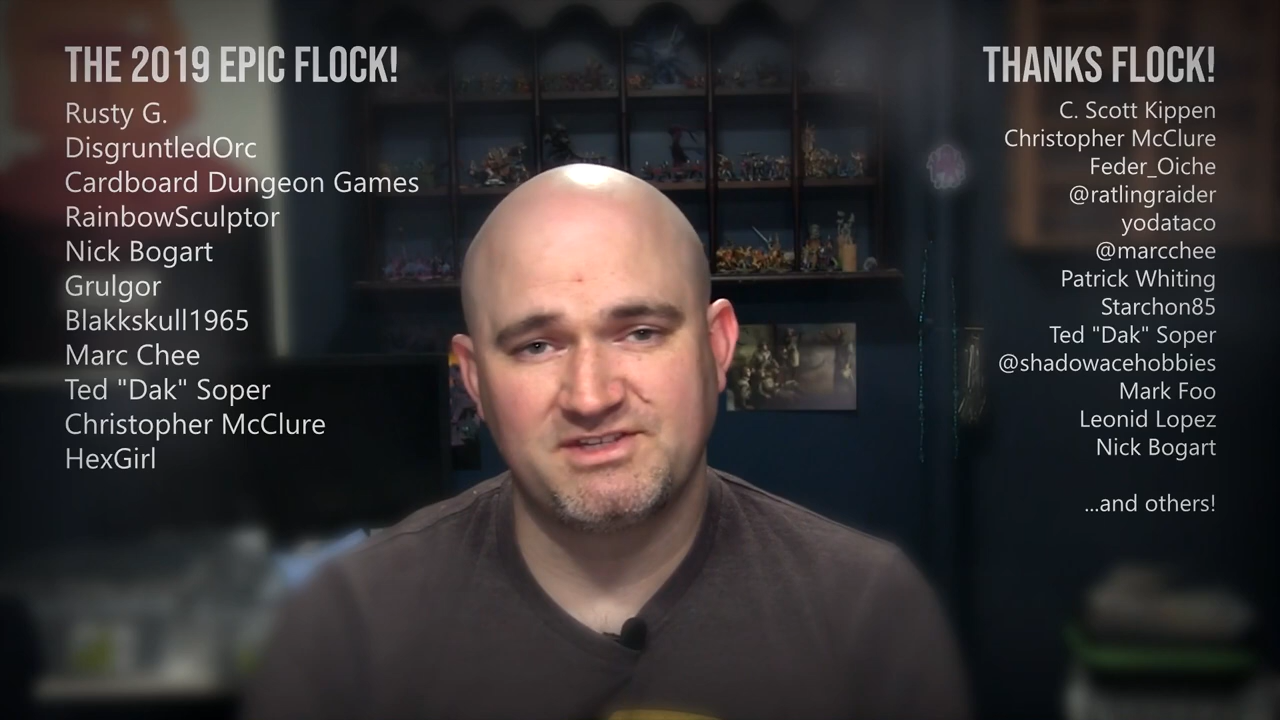 THE 2019 EPIC FLOCK!
Rusty G.
DisgruntledOrc
Cardboard Dungeon Games
RainbowSculptor
Nick Bogart
Grulgor
Blakkskull1965
Marc Chee
Ted "Dak" Soper
Christopher McClure
HexGirl
THANKS FLOCK!
C. Scott Kippen
Christopher McClure
Feder_Oiche
@ratlingraider
yodataco
@marcchee
Patrick Whiting
Starchon85
Ted "Dak" Soper
@shadowacehobbies
Mark Foo
Leonid Lopez
Nick Bogart
...and others!